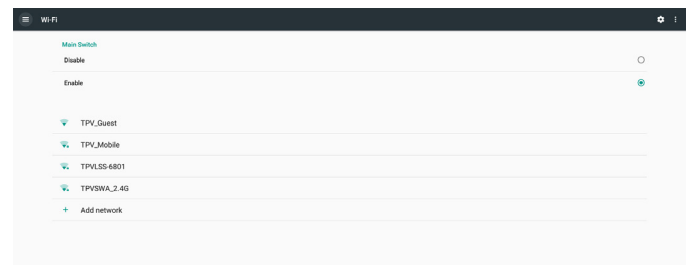 Wi-Fi
Main Switch
Disable
Enable
TPV_Guest
TPV_Mobile
TPVLSS-6801
TPVSWA_2.4G
Add network